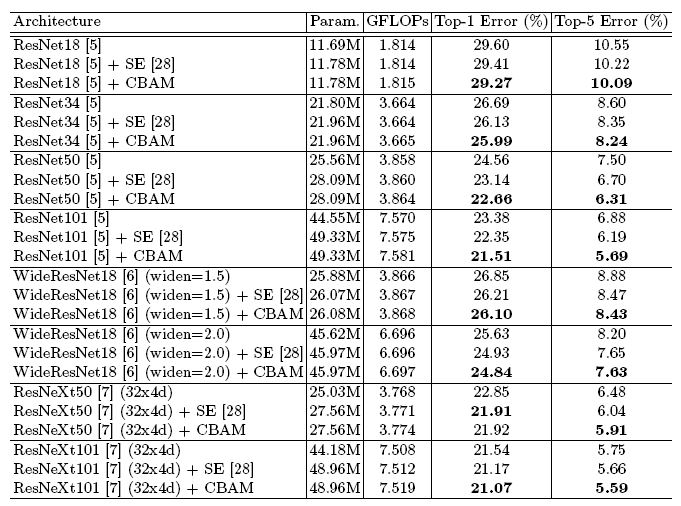 Architecture Param. GFLOPs Top-1 Error (%) Top-5 Error (%)
ResNet18 [5] 11.69M 1.814 29.60 10.55
ResNet18 [5] + SE [28] 11.78M 1.814 29.41 10.22
ResNet18 [5] + CBAM 11.78M 1.815 29.27 10.09
ResNet34 [5] 21.80M 3.664 26.69 8.60
ResNet34 [5] + SE [28] 21.96M 3.664 26.13 8.35
ResNet34 [5] + CBAM 21.96M 3.665 25.99 8.24
ResNet50 [5] 25.56M 3.858 24.56 7.50
ResNet50 [5] + SE [28] 28.09M 3.860 23.14 6.70
ResNet50 [5] + CBAM 28.09M 3.864 22.66 6.31
ResNet101 [5] 44.55M 7.570 23.38 6.88
ResNet101 [5] + SE [28] 49.33M 7.575 22.35 6.19
ResNet101 [5] + CBAM 49.33M 7.581 21.51 5.69
WideResNet18 [6] (widen=1.5) 25.88M 3.866 26.85 8.88
WideResNet18 [6] (widen=1.5) + SE [28] 26.07M 3.867 26.21 8.47
WideResNet18 [6] (widen=1.5) + CBAM 26.08M 3.868 26.10 8.43
WideResNet18 [6] (widen=2.0) 45.62M 6.696 25.63 8.20
WideResNet18 [6] (widen=2.0) + SE [28] 45.97M 6.696 24.93 7.65
WideResNet18 [6] (widen=2.0) + CBAM 45.97M 6.697 24.84 7.63
ResNeXt50 [7] (32x4d) 25.03M 3.768 22.85 6.48
ResNeXt50 [7] (32x4d) + SE [28] 27.56M 3.771 21.91 6.04
ResNeXt50 [7] (32x4d) + CBAM 27.56M 3.774 21.92 5.91
ResNeXt101 [7] (32x4d) 44.18M 7.508 21.54 5.75
ResNeXt101 [7] (32x4d) + SE [28] 48.96M 7.512 21.17 5.66
ResNeXt101 [7] (32x4d) + CBAM 48.96M 7.519 21.07 5.59